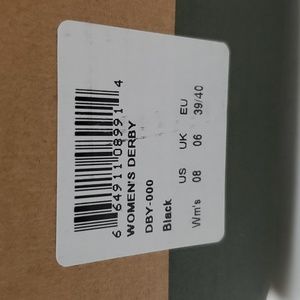 6 64911 08991 4
WOMEN'S DERBY
DBY-000
Black
US UK EU
Wm's 08 06 39/40